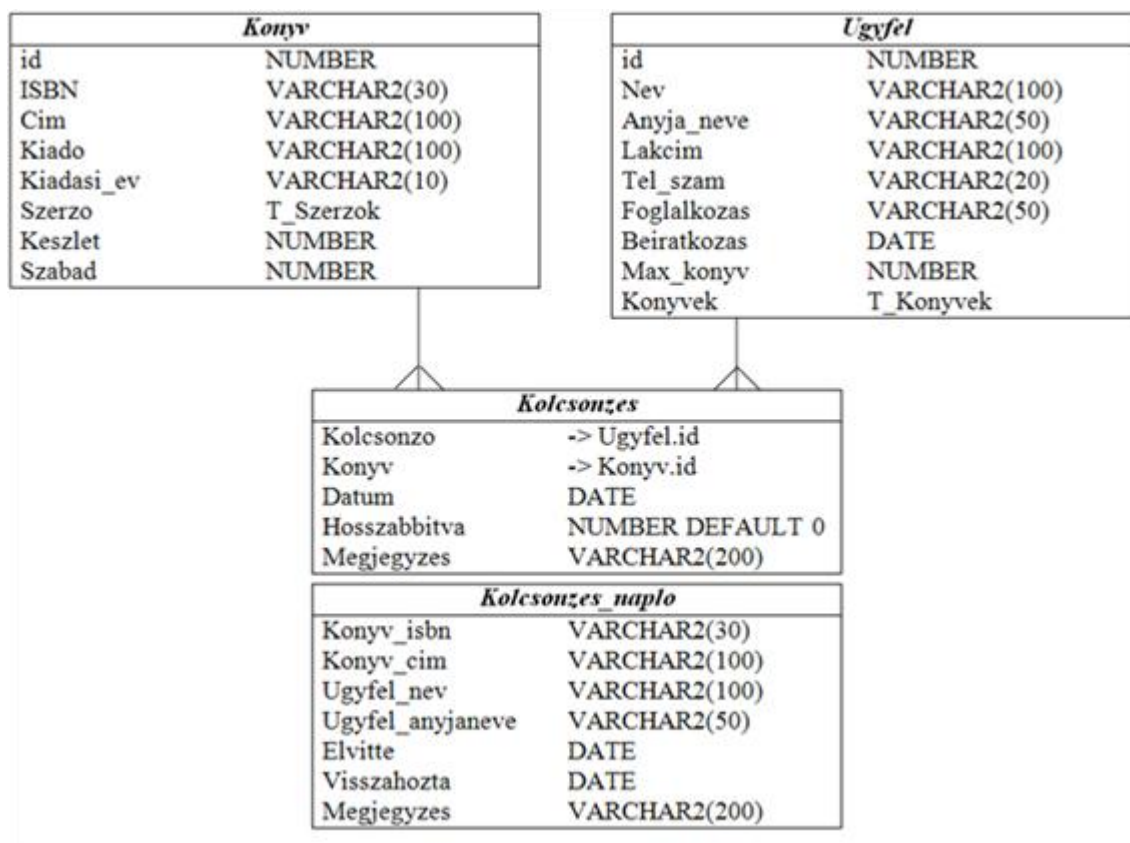 Konyv
id NUMBER
ISBN VARCHAR2(30)
Cim VARCHAR2(100)
Kiado VARCHAR2(100)
Kiadasi_ev VARCHAR2(10)
Szerzo T_Szerzok
Keszlet NUMBER
Szabad NUMBER
Ugyfel
id NUMBER
Nev VARCHAR2(100)
Anyja_neve VARCHAR2(50)
Lakcim VARCHAR2(100)
Tel_szam VARCHAR2(20)
Foglalkozas VARCHAR2(50)
Beiratkozas DATE
Max_konyv NUMBER
Konyvek T_Konyvek
Kolcsonzes
Kolcsonzo -> Ugyfel.id
Konyv -> Konyv.id
Datum DATE
Hosszabbitva NUMBER DEFAULT 0
Megjegyzes VARCHAR2(200)
Kolcsonzes_naplo
Konyv_isbn VARCHAR2(30)
Konyv_cim VARCHAR2(100)
Ugyfel_nev VARCHAR2(100)
Ugyfel_anyjaneve VARCHAR2(50)
Elvitte DATE
Visszahozta DATE
Megjegyzes VARCHAR2(200)